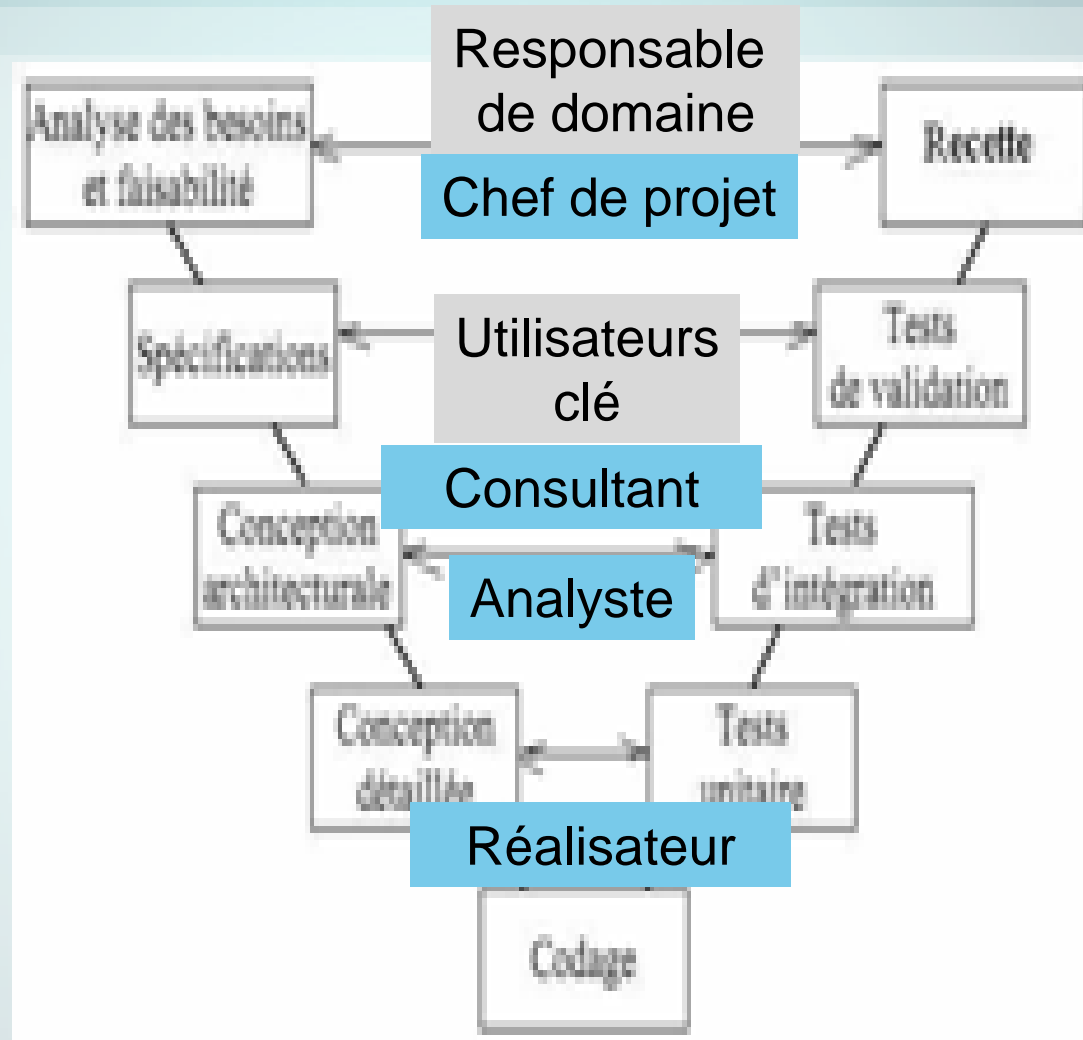 Responsable
de domaine
Analyse des besoins
et faisabilité
Recette
Chef de projet
Spécifications
Utilisateurs
clé
Tests
de validation
Consultant
Conception
architecturale
Tests
d'intégration
Analyste
Conception
détaillée
Tests
unitaire
Réalisateur
Codage